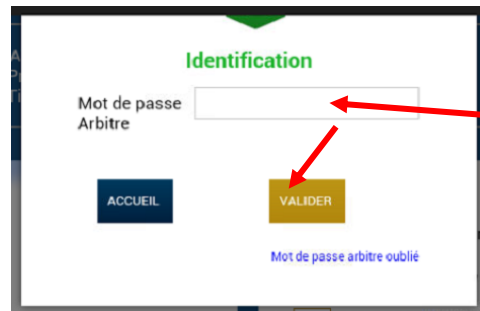 Identification
Mot de passe
Arbitre
ACCUEIL
VALIDER
Mot de passe arbitre oublié